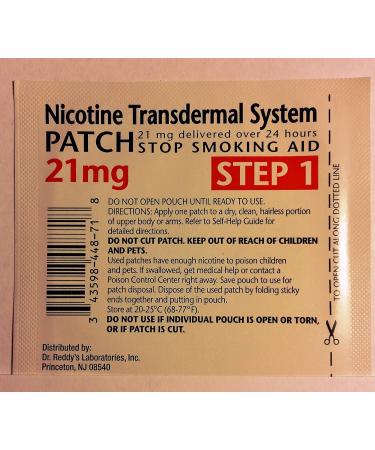 Nicotine Transdermal System
PATCH 21 mg delivered over 24 hours
STOP SMOKING AID
21mg STEP 1
DO NOT OPEN POUCH UNTIL READY TO USE.
DIRECTIONS: Apply one patch to a dry, clean, hairless portion
of upper body or arms. Refer to Self-Help Guide for
detailed directions.
DO NOT CUT PATCH. KEEP OUT OF REACH OF CHILDREN
AND PETS.
Used patches have enough nicotine to poison children
and pets. If swallowed, get medical help or contact a
Poison Control Center right away. Save pouch to use for
patch disposal. Dispose of the used patch by folding sticky
ends together and putting in pouch.
Store at 20-25°C (68-77°F).
DO NOT USE IF INDIVIDUAL POUCH IS OPEN OR TORN,
OR IF PATCH IS CUT.
3 43598-448-71 8
TO OPEN CUT ALONG DOTTED LINE
Distributed by:
Dr. Reddy's Laboratories, Inc.
Princeton, NJ 08540